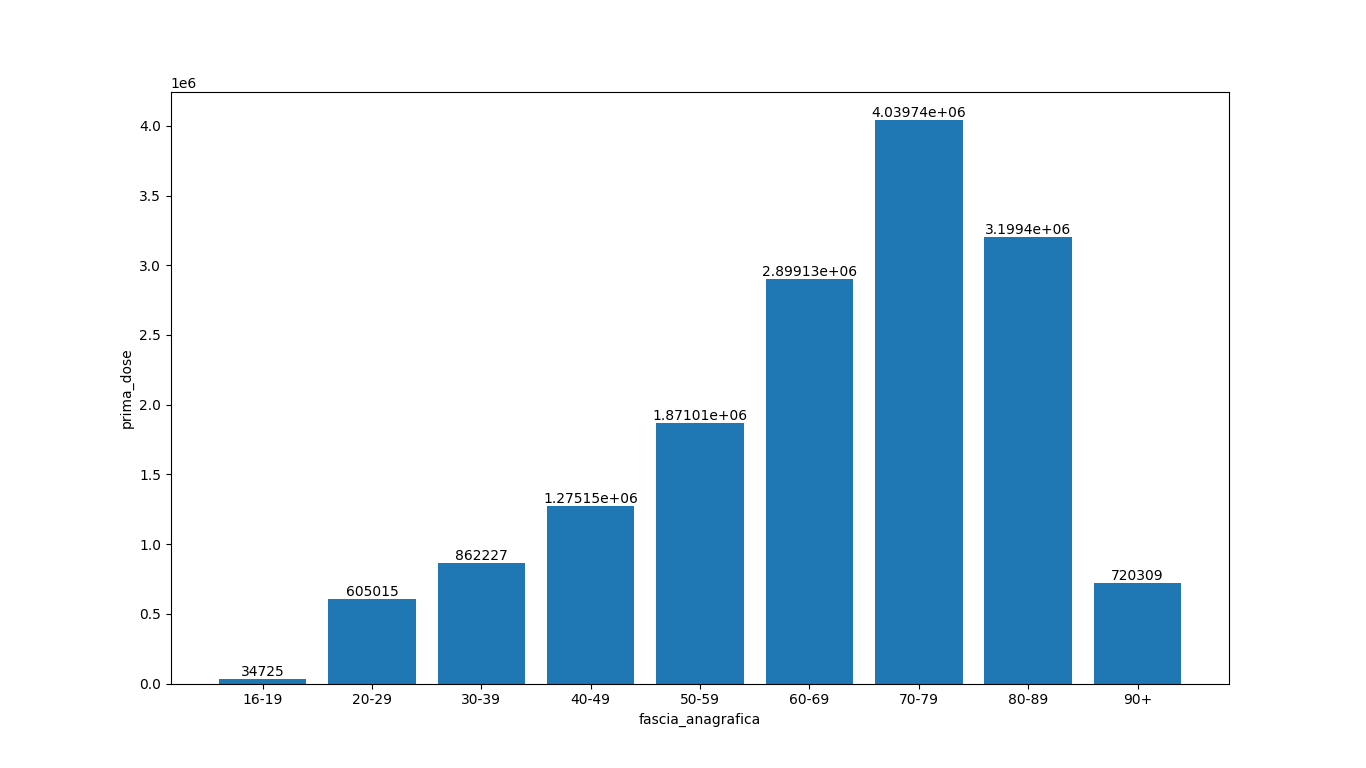 1e6
4.0
3.5
3.0
2.5
2.0
1.5
1.0
0.5
0.0
prima_dose
34725
605015
862227
1.27515e+06
1.87101e+06
2.89913e+06
4.03974e+06
3.1994e+06
720309
16-19 20-29 30-39 40-49 50-59 60-69 70-79 80-89 90+
fascia_anagrafica